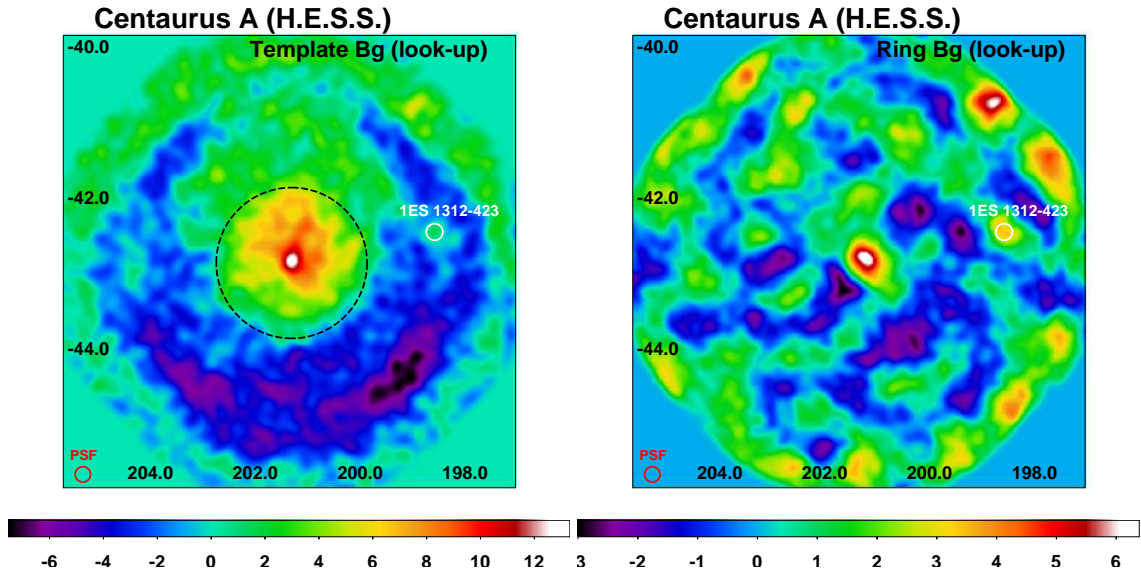 Centaurus A (H.E.S.S.)
Template Bg (look-up)
-40.0
-42.0
1ES 1312-423
-44.0
PSF
204.0 202.0 200.0 198.0
-6 -4 -2 0 2 4 6 8 10 12
Centaurus A (H.E.S.S.)
Ring Bg (look-up)
-40.0
-42.0
1ES 1312-423
-44.0
PSF
204.0 202.0 200.0 198.0
3 -2 -1 0 1 2 3 4 5 6